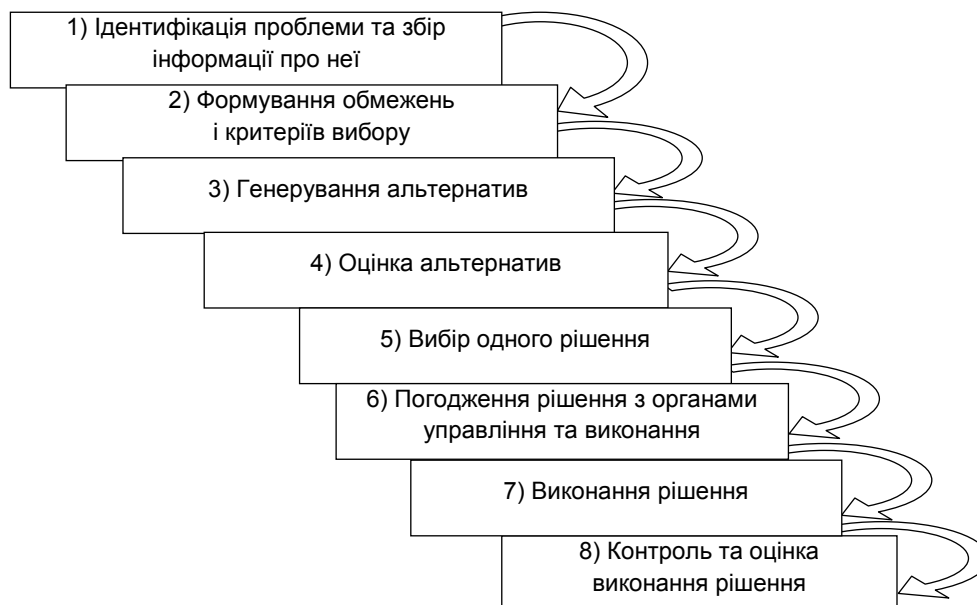 1) Ідентифікація проблеми та збір
інформації про неї
2) Формування обмежень
і критеріїв вибору
3) Генерування альтернатив
4) Оцінка альтернатив
5) Вибір одного рішення
6) Погодження рішення з органами
управління та виконання
7) Виконання рішення
8) Контроль та оцінка
виконання рішення